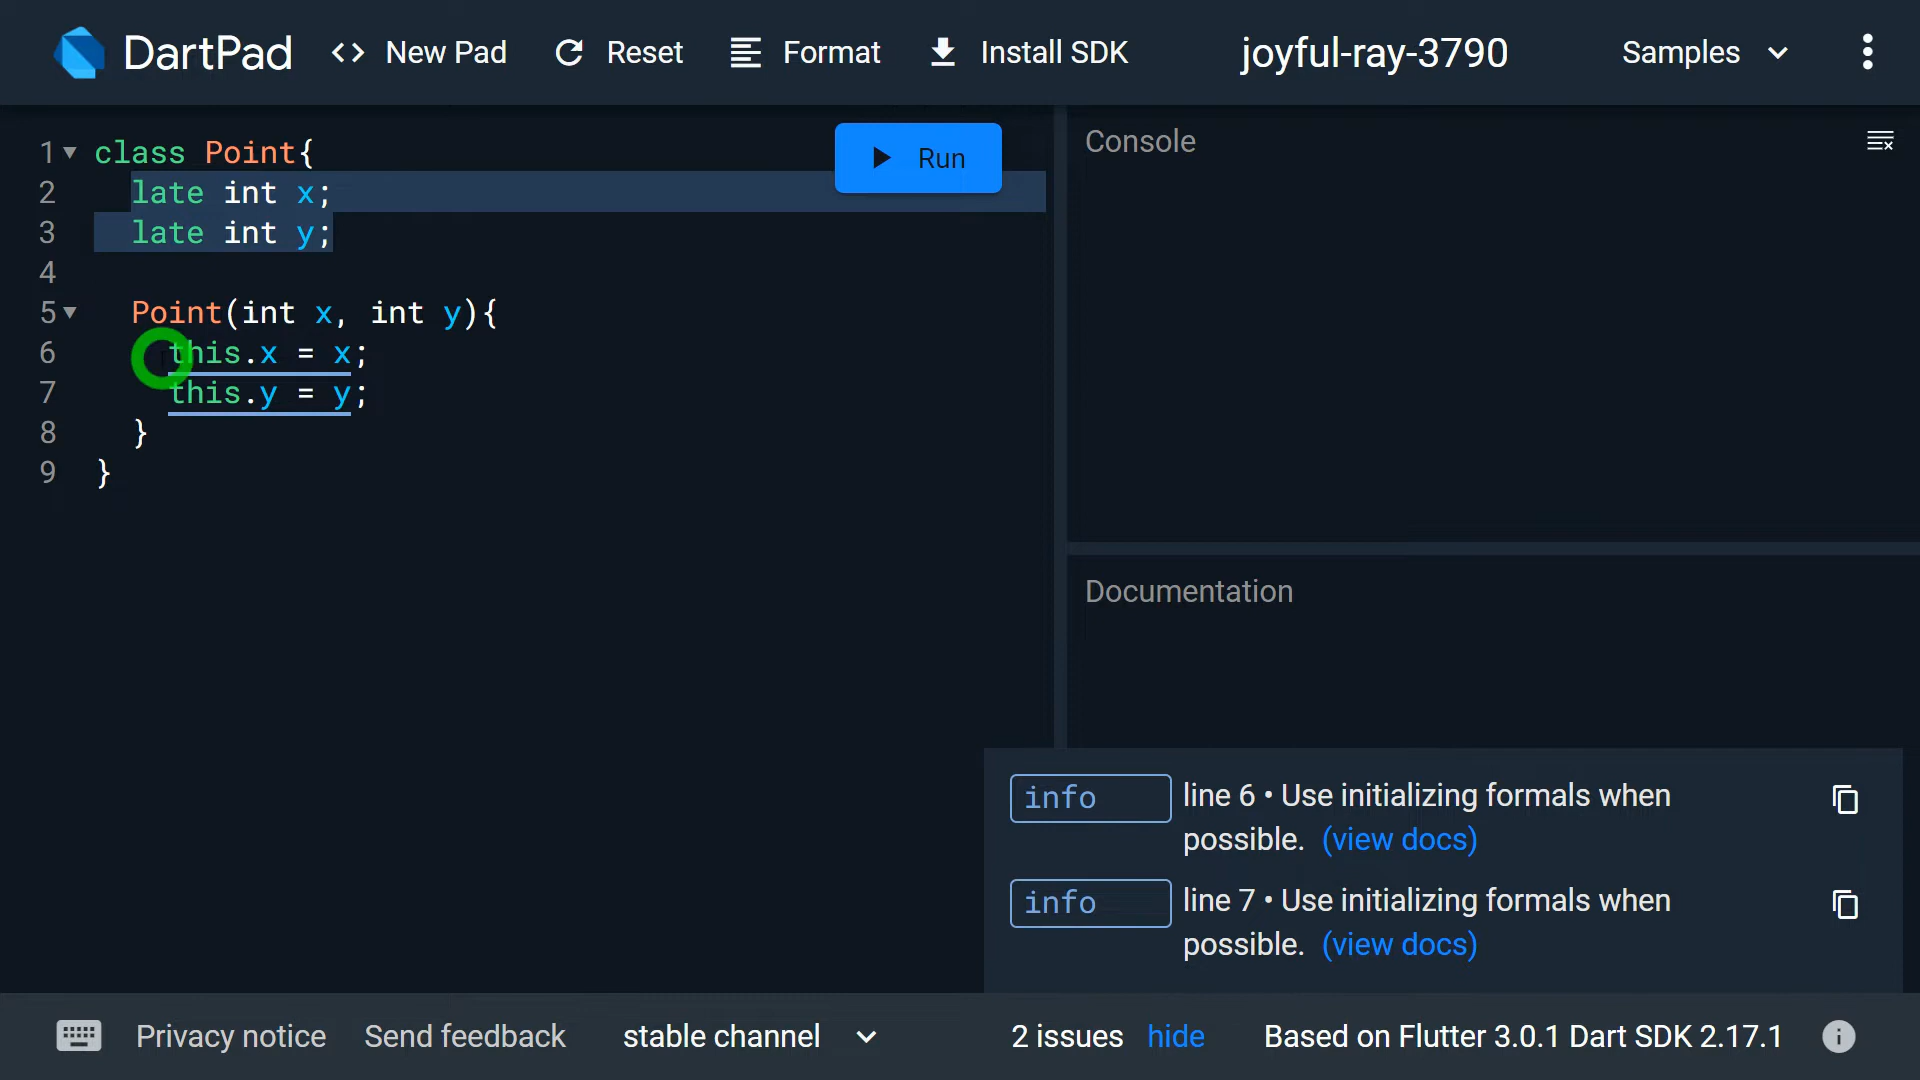 DartPad <> New Pad Reset Format Install SDK joyful-ray-3790 Samples
Run
1 class Point{
2 late int x;
3 late int y;
4
5 Point(int x, int y){
6 this.x = x;
7 this.y = y;
8 }
9 }
Console
Documentation
info line 6 • Use initializing formals when
possible. (view docs)
info line 7 • Use initializing formals when
possible. (view docs)
Privacy notice Send feedback stable channel 2 issues hide Based on Flutter 3.0.1 Dart SDK 2.17.1